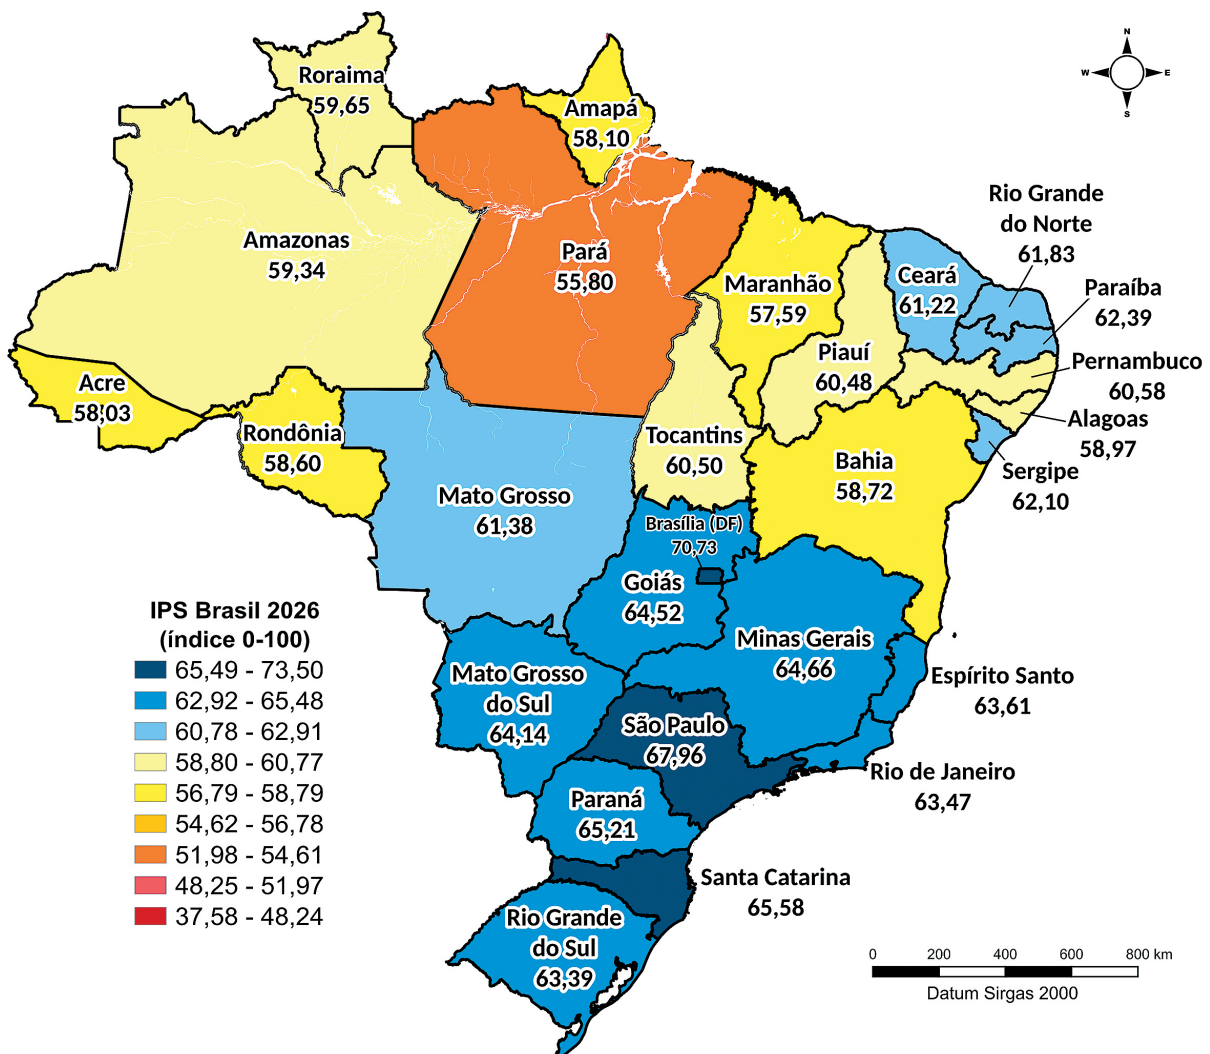 N
W
E
S
Roraima
59,65
Amapá
58,10
Amazonas
59,34
Pará
55,80
Maranhão
57,59
Piauí
60,48
Ceará
61,22
Rio Grande
do Norte
61,83
Paraíba
62,39
Pernambuco
60,58
Alagoas
58,97
Sergipe
62,10
Acre
58,03
Rondônia
58,60
Tocantins
60,50
Bahia
58,72
Mato Grosso
61,38
Brasília (DF)
70,73
Goiás
64,52
Minas Gerais
64,66
Espírito Santo
63,61
Mato Grosso
do Sul
64,14
São Paulo
67,96
Rio de Janeiro
63,47
Paraná
65,21
Santa Catarina
65,58
Rio Grande
do Sul
63,39
IPS Brasil 2026
(índice 0-100)
65,49 - 73,50
62,92 - 65,48
60,78 - 62,91
58,80 - 60,77
56,79 - 58,79
54,62 - 56,78
51,98 - 54,61
48,25 - 51,97
37,58 - 48,24
0 200 400 600 800 km
Datum Sirgas 2000